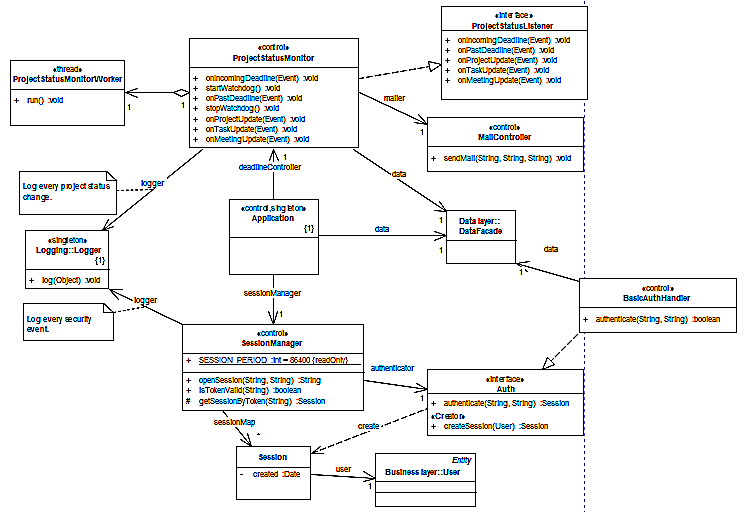 «interface»
ProjectStatusListener
+ onIncomingDeadline(Event) :void
+ onPastDeadline(Event) :void
+ onProjectUpdate(Event) :void
+ onTaskUpdate(Event) :void
+ onMeetingUpdate(Event) :void
«control»
ProjectStatusMonitor
+ onIncomingDeadline(Event) :void
+ startWatchdog() :void
+ onPastDeadline(Event) :void
+ stopWatchdog() :void
+ onProjectUpdate(Event) :void
+ onTaskUpdate(Event) :void
+ onMeetingUpdate(Event) :void
«thread»
ProjectStatusMonitorWorker
+ run() :void
1
1
mailer
1
«control»
MailController
+ sendMail(String, String, String) :void
1
deadlineController
logger
data
Log every project status
change.
«control,singleton»
Application
{1}
data
1
1
Data layer::
DataFacade
data
1
«singleton»
Logging::Logger
{1}
+ log(Object) :void
«control»
BasicAuthHandler
+ authenticate(String, String) :boolean
sessionManager
1
logger
Log every security
event.
«control»
SessionManager
+ SESSION_PERIOD :int = 86400 {readOnly}
+ openSession(String, String) :String
+ isTokenValid(String) :boolean
# getSessionByToken(String) :Session
authenticator
1
«interface»
Auth
+ authenticate(String, String) :Session
«Creator»
+ createSession(User) :Session
sessionMap
*
create
Session
- created :Date
user
1
Entity
Business layer::User